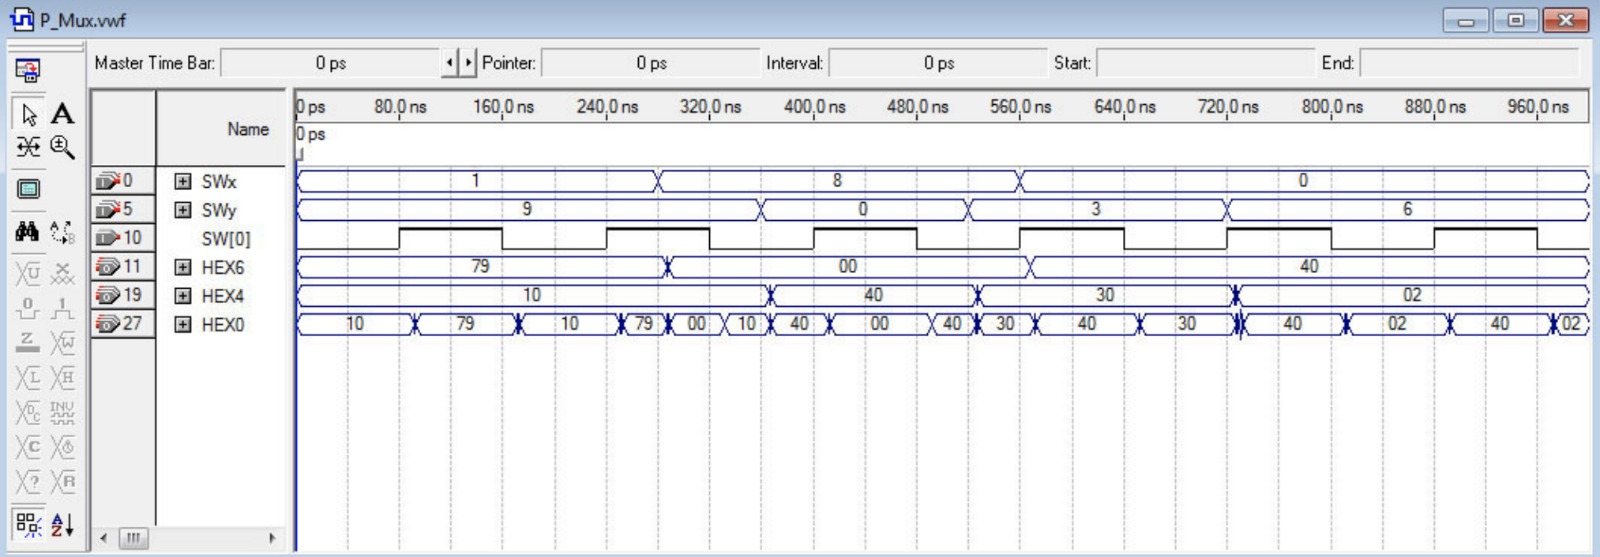 P_Mux.vwf
Master Time Bar: 0 ps Pointer: 0 ps Interval: 0 ps Start: End:
0 ps 80.0 ns 160.0 ns 240.0 ns 320.0 ns 400.0 ns 480.0 ns 560.0 ns 640.0 ns 720.0 ns 800.0 ns 880.0 ns 960.0 ns
Name
0 ps
0 SWx 1 8 0
5 SWy 9 0 3 6
10 SW[0]
11 HEX6 79 00 40
19 HEX4 10 40 30 02
27 HEX0 10 79 10 79 00 10 40 00 40 30 40 30 40 02 40 02